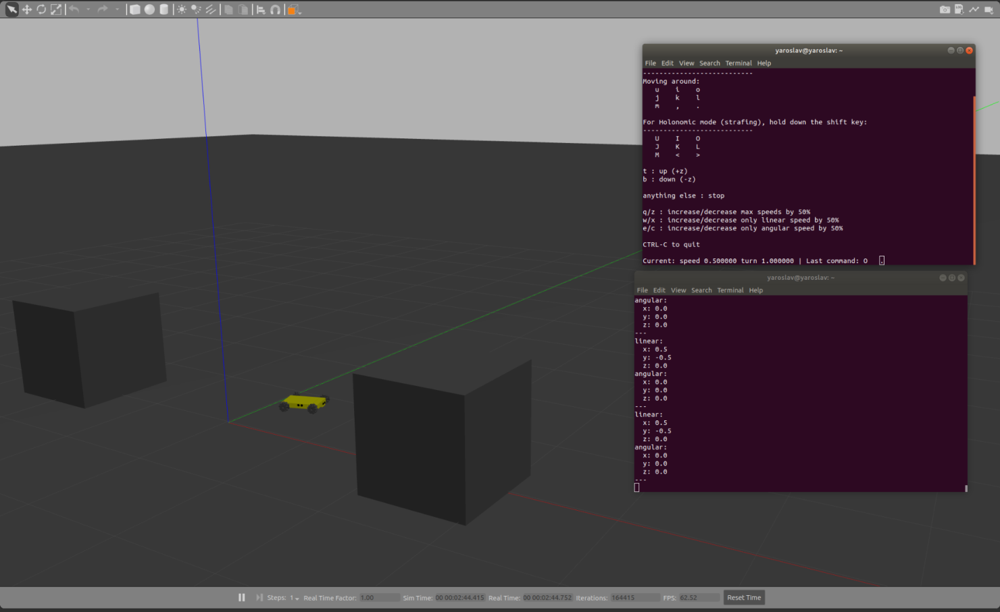 yaroslav@yaroslav: ~
File Edit View Search Terminal Help
---------------------------
Moving around:
   u    i    o
   j    k    l
   m    ,    .
For Holonomic mode (strafing), hold down the shift key:
---------------------------
   U    I    O
   J    K    L
   M    <    >
t : up (+z)
b : down (-z)
anything else : stop
q/z : increase/decrease max speeds by 50%
w/x : increase/decrease only linear speed by 50%
e/c : increase/decrease only angular speed by 50%
CTRL-C to quit
Current: speed 0.500000 turn 1.000000 | Last command: O   .
yaroslav@yaroslav: ~
File Edit View Search Terminal Help
angular:
  x: 0.0
  y: 0.0
  z: 0.0
---
linear:
  x: 0.5
  y: -0.5
  z: 0.0
angular:
  x: 0.0
  y: 0.0
  z: 0.0
---
linear:
  x: 0.5
  y: -0.5
  z: 0.0
angular:
  x: 0.0
  y: 0.0
  z: 0.0
---
Steps: 1 Real Time Factor: 1.00 Sim Time: 00 00:02:44.415 Real Time: 00 00:02:44.752 Iterations: 164415 FPS: 62.52 Reset Time